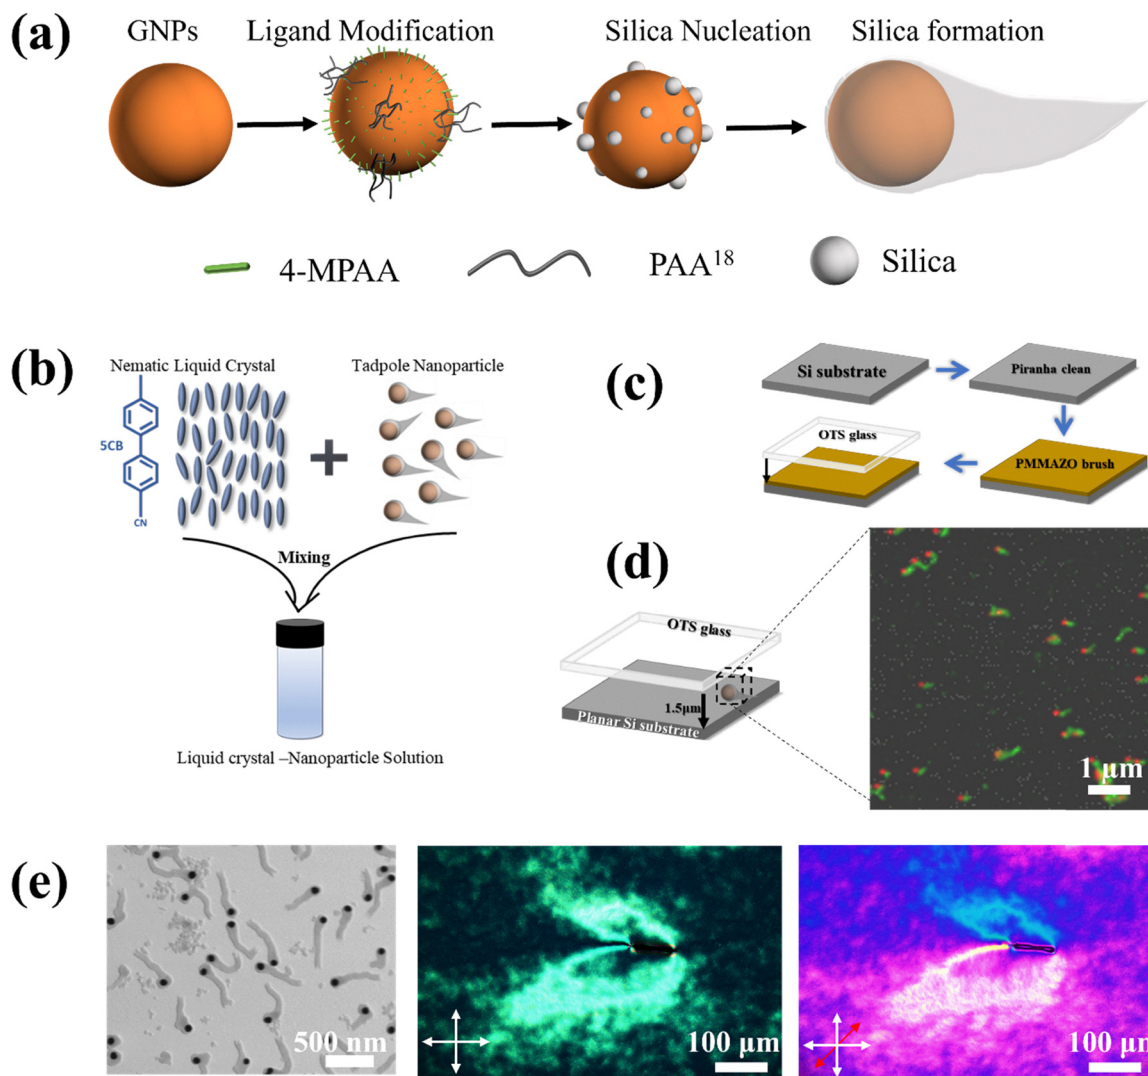 (a)
GNPs
Ligand Modification
Silica Nucleation
Silica formation
4-MPAA
PAA18
Silica
(b)
Nematic Liquid Crystal
Tadpole Nanoparticle
5CB
CN
Mixing
Liquid crystal –Nanoparticle Solution
(c)
Si substrate
Piranha clean
OTS glass
PMMAZO brush
(d)
OTS glass
1.5μm
Planar Si substrate
1 μm
(e)
500 nm
100 μm
100 μm